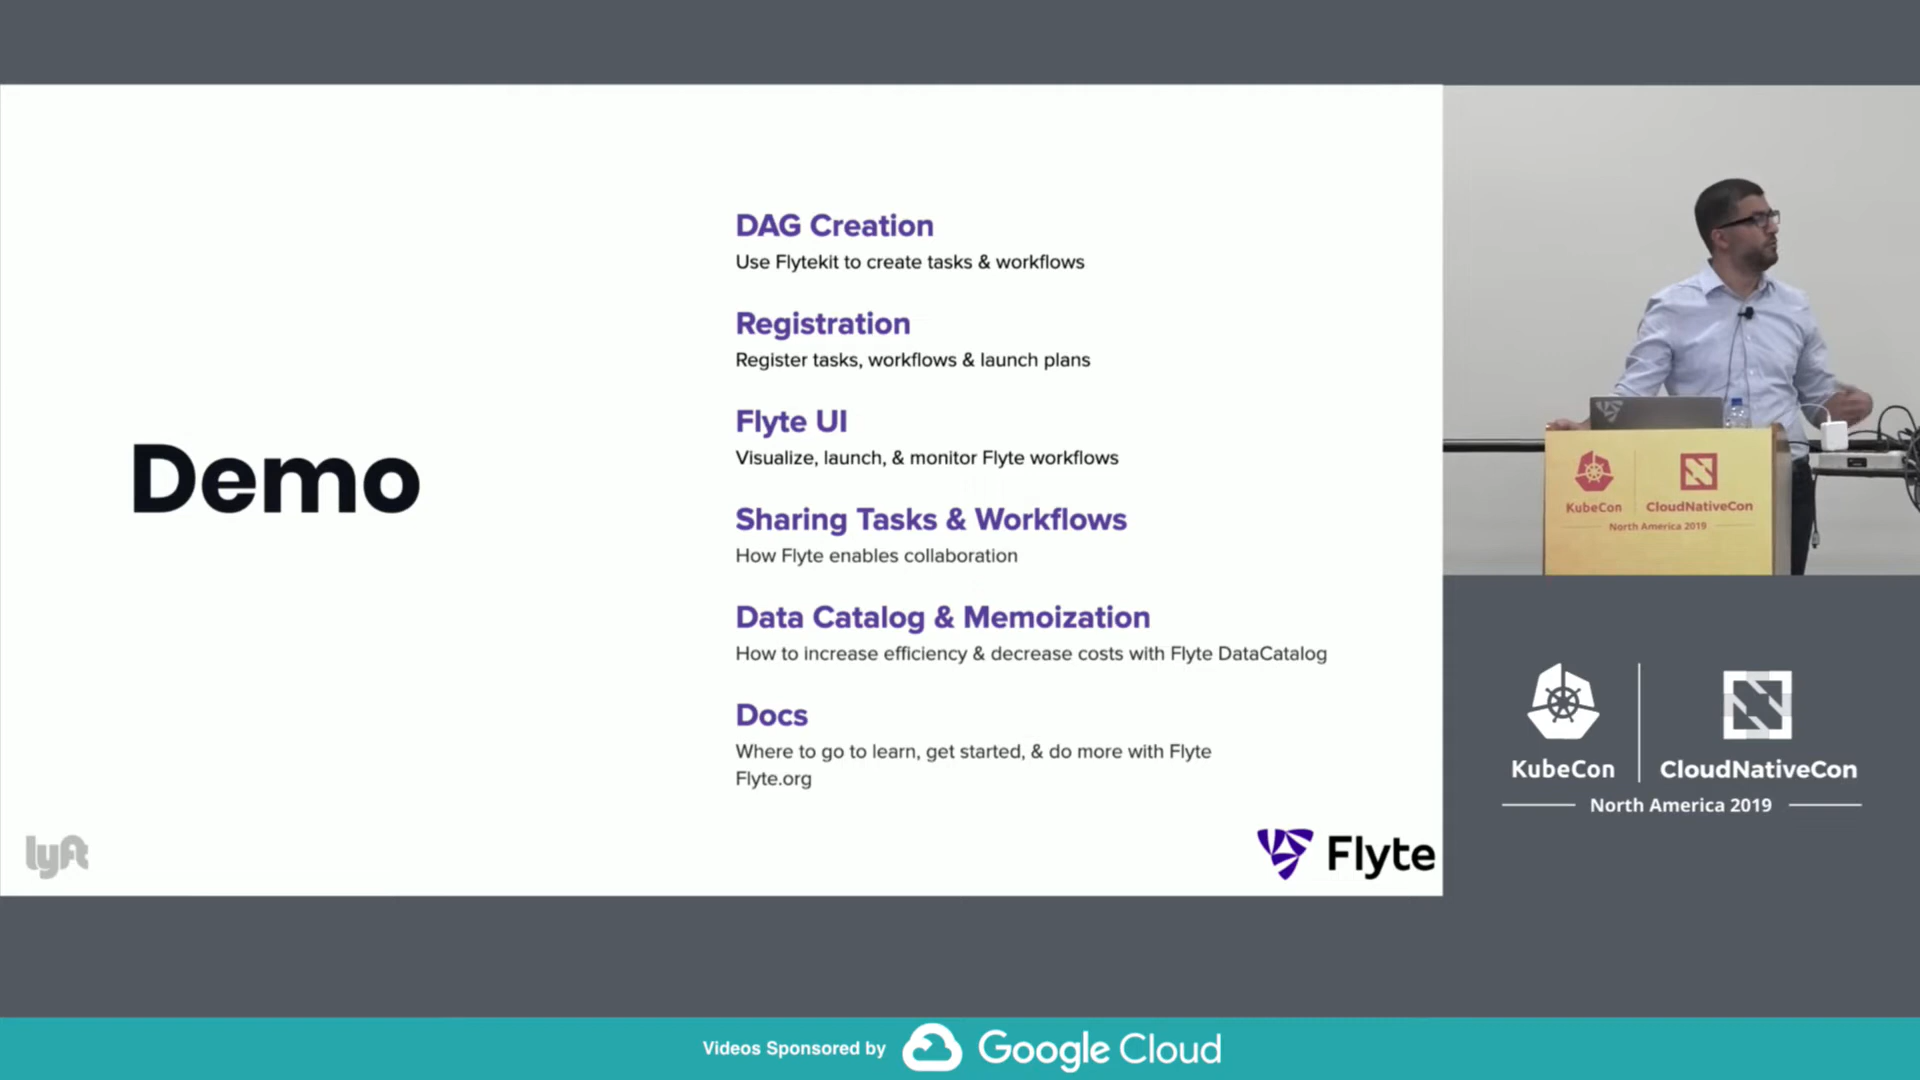 Demo
DAG Creation
Use Flytekit to create tasks & workflows
Registration
Register tasks, workflows & launch plans
Flyte UI
Visualize, launch, & monitor Flyte workflows
Sharing Tasks & Workflows
How Flyte enables collaboration
Data Catalog & Memoization
How to increase efficiency & decrease costs with Flyte DataCatalog
Docs
Where to go to learn, get started, & do more with Flyte
Flyte.org
lyft
Flyte
KubeCon CloudNativeCon
North America 2019
KubeCon CloudNativeCon
North America 2019
Videos Sponsored by Google Cloud